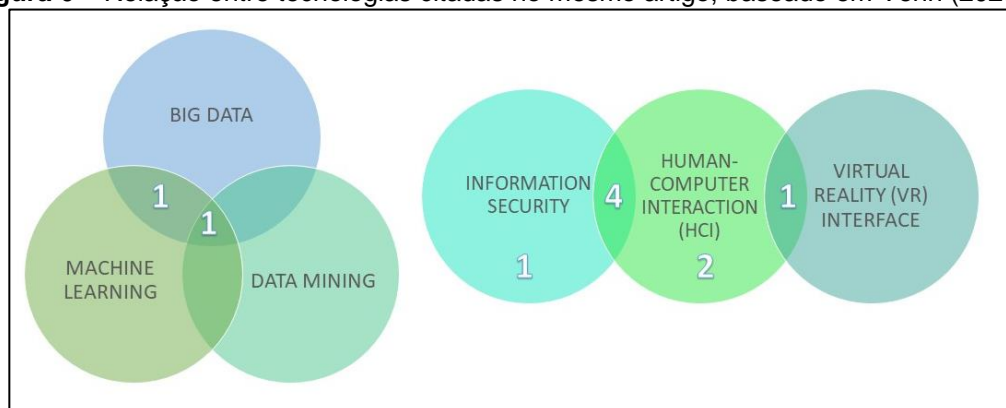 Relação entre tecnologias citadas no mesmo artigo, baseado em Venn
BIG DATA
1
1
MACHINE
LEARNING
DATA MINING
INFORMATION
SECURITY
1
4
HUMAN-
COMPUTER
INTERACTION
(HCI)
2
1
VIRTUAL
REALITY (VR)
INTERFACE